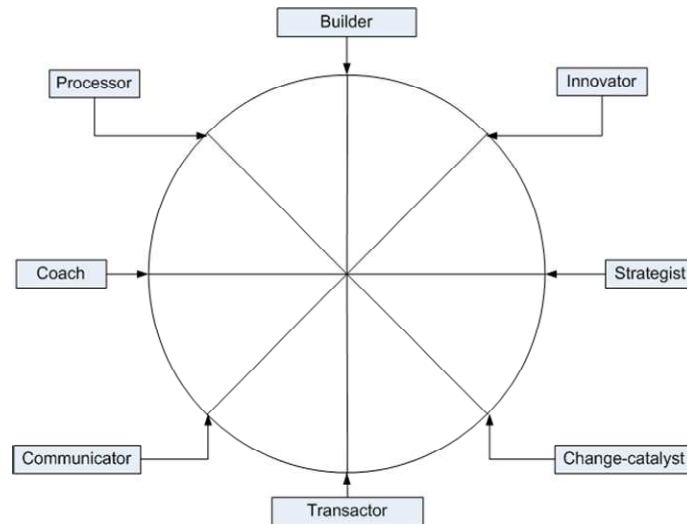 Builder
Processor
Innovator
Coach
Strategist
Communicator
Change-catalyst
Transactor